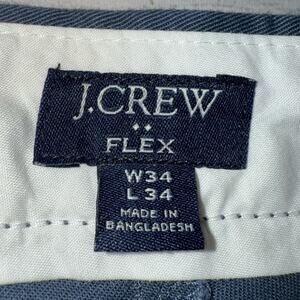 J.CREW
FLEX
W34
L34
MADE IN
BANGLADESH